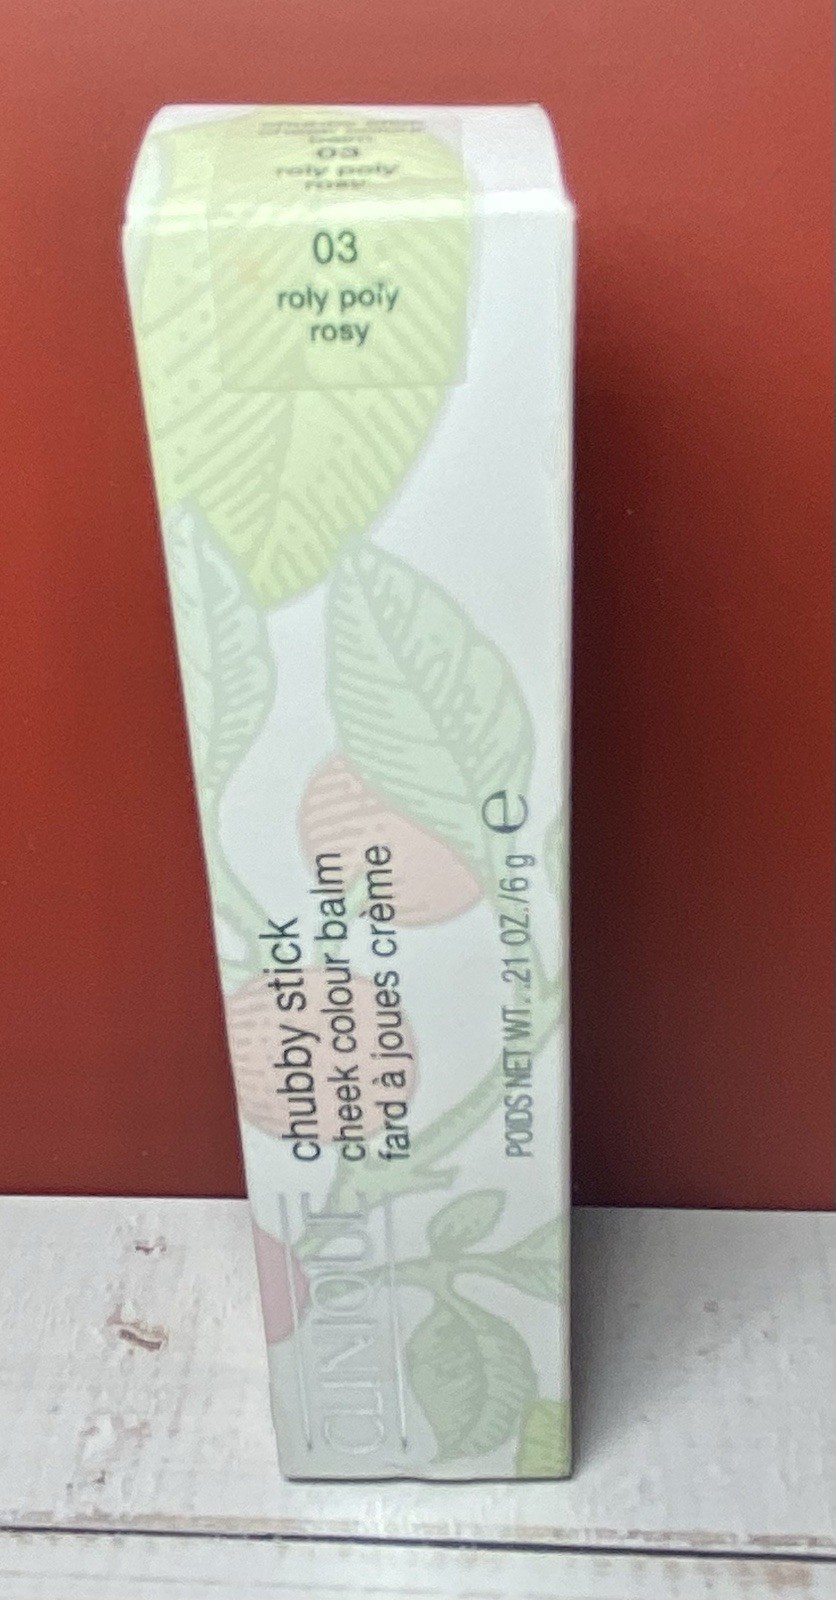 03
roly poly
rosy
03
roly poly
rosy
chubby stick
cheek colour balm
fard à joues crème
POIDS NET WT. .21 OZ./6 g e
CLINIQUE